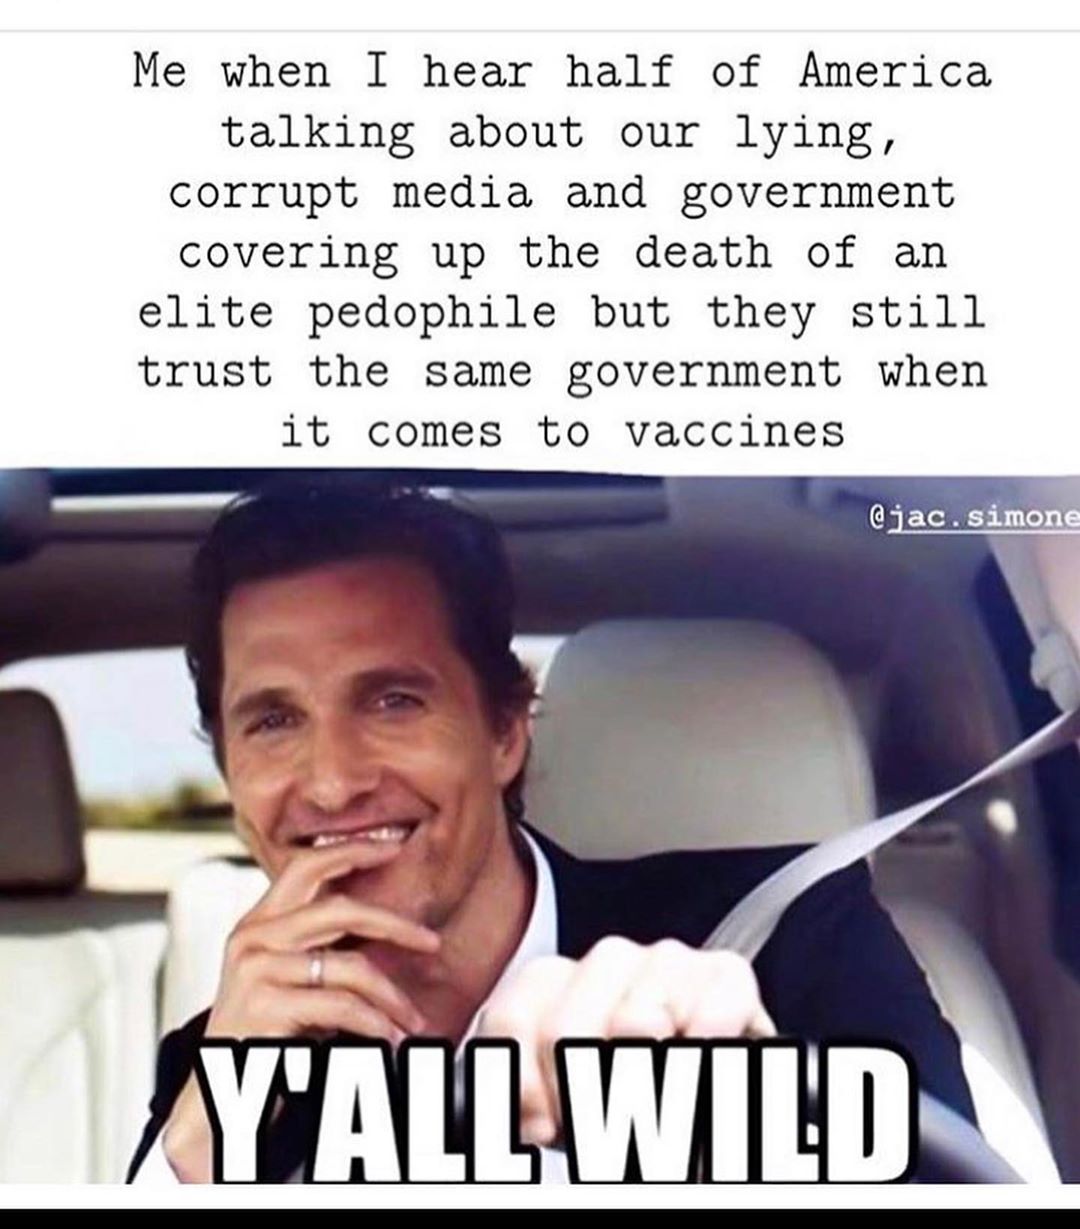 Me when I hear half of America
talking about our lying,
corrupt media and government
covering up the death of an
elite pedophile but they still
trust the same government when
it comes to vaccines
@jac.simone
Y'ALL WILD